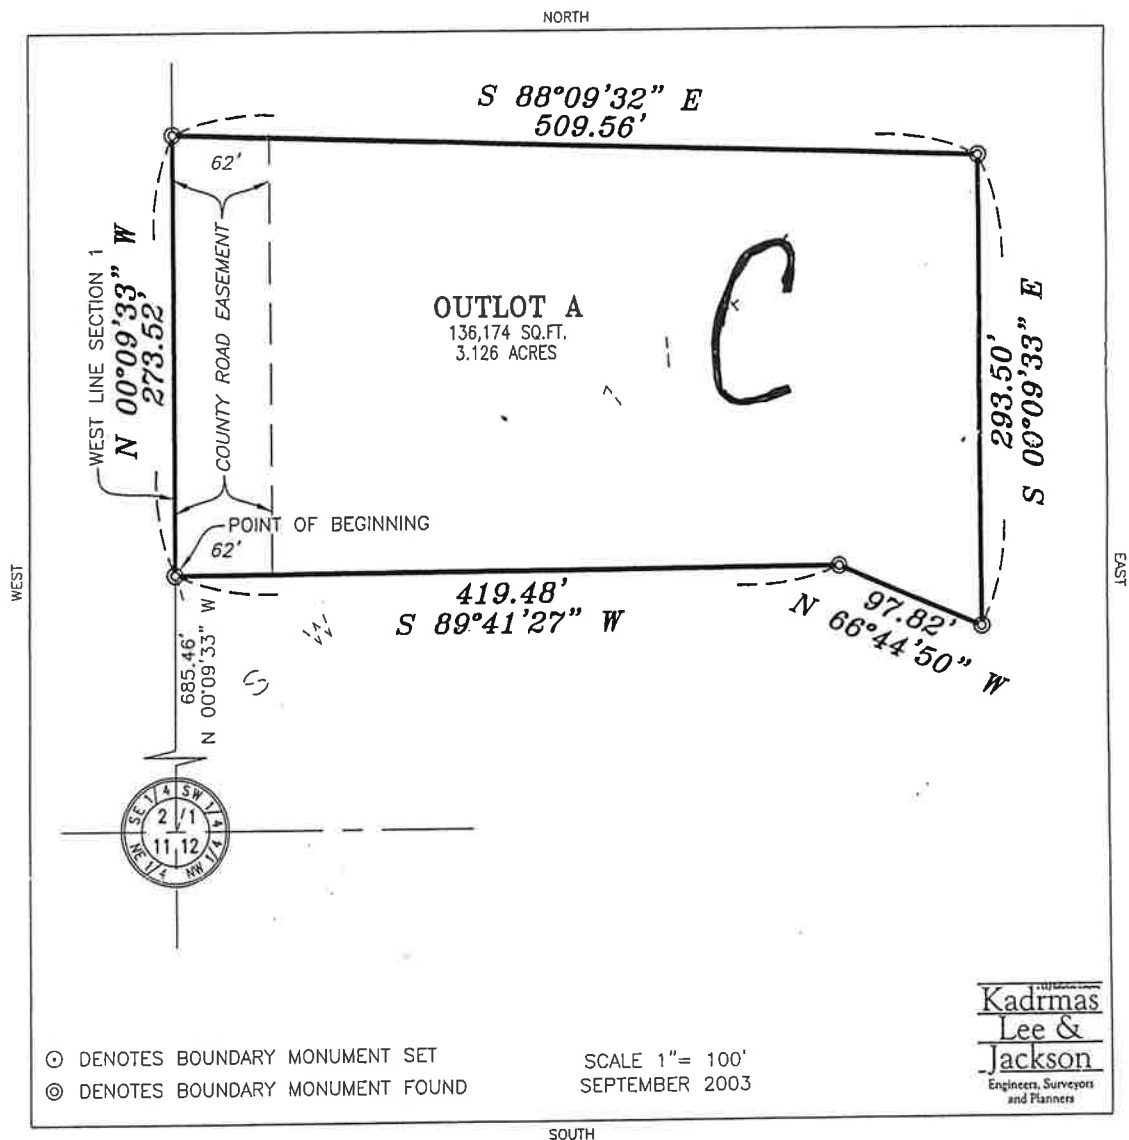 NORTH
S 88°09'32" E
509.56'
62'
COUNTY ROAD EASEMENT
WEST LINE SECTION 1
N 00°09'33" W
273.52'
OUTLOT A
136,174 SQ.FT.
3.126 ACRES
C
293.50'
S 00°09'33" E
POINT OF BEGINNING
62'
WEST
EAST
419.48'
S 89°41'27" W
97.82'
N 66°44'50" W
685.46'
N 00°09'33" W
S W
SE 1/4 SW 1/4
2 1
11 12
NE 1/4 NW 1/4
Kadrmas
Lee &
Jackson
Engineers, Surveyors
and Planners
⊙ DENOTES BOUNDARY MONUMENT SET
◎ DENOTES BOUNDARY MONUMENT FOUND
SCALE 1"= 100'
SEPTEMBER 2003
SOUTH